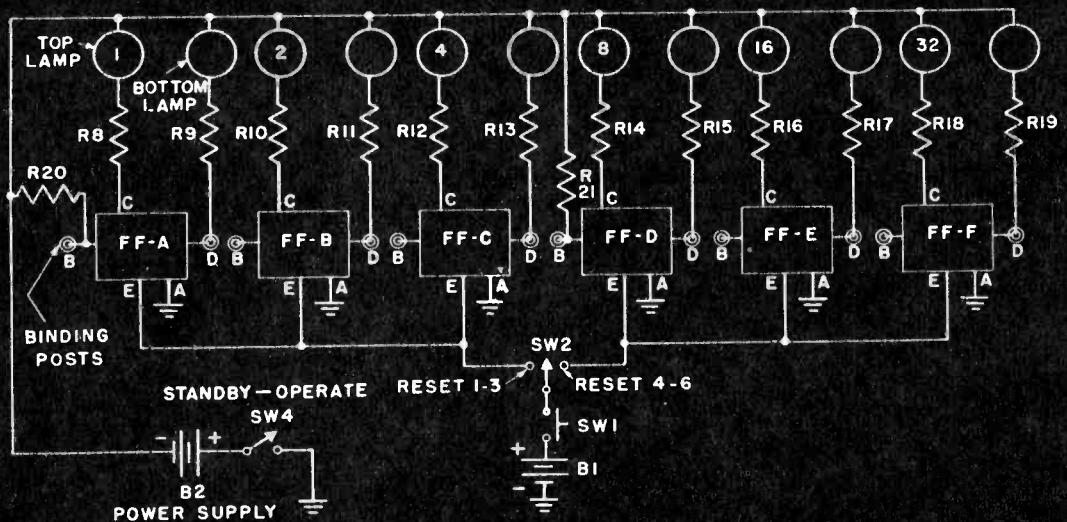 TOP
LAMP
1
BOTTOM
LAMP
2
4
8
16
32
R8
R9
R10
R11
R12
R13
R14
R15
R16
R17
R18
R19
R20
R
21
C
C
C
C
C
C
B
FF-A
D
B
FF-B
D
B
FF-C
D
B
FF-D
D
B
FF-E
D
B
FF-F
D
E
A
E
A
E
A
E
A
E
A
E
A
BINDING
POSTS
SW2
RESET 1-3
RESET 4-6
STANDBY-OPERATE
SW4
SW1
- +
B2
POWER SUPPLY
+
B1
-